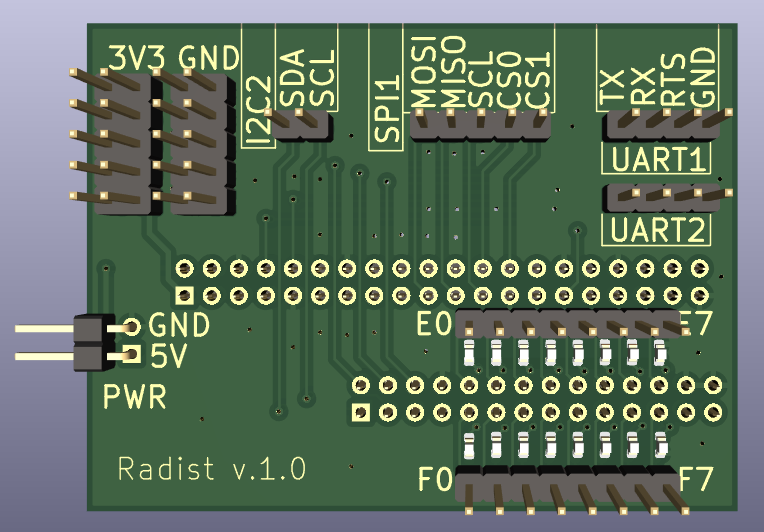 3V3 GND
I2C2
SDA
SCL
SPI1
MOSI
MISO
SCL
CS0
CS1
TX
RX
RTS
GND
UART1
UART2
GND
5V
PWR
E0
E7
F0
F7
Radist v.1.0